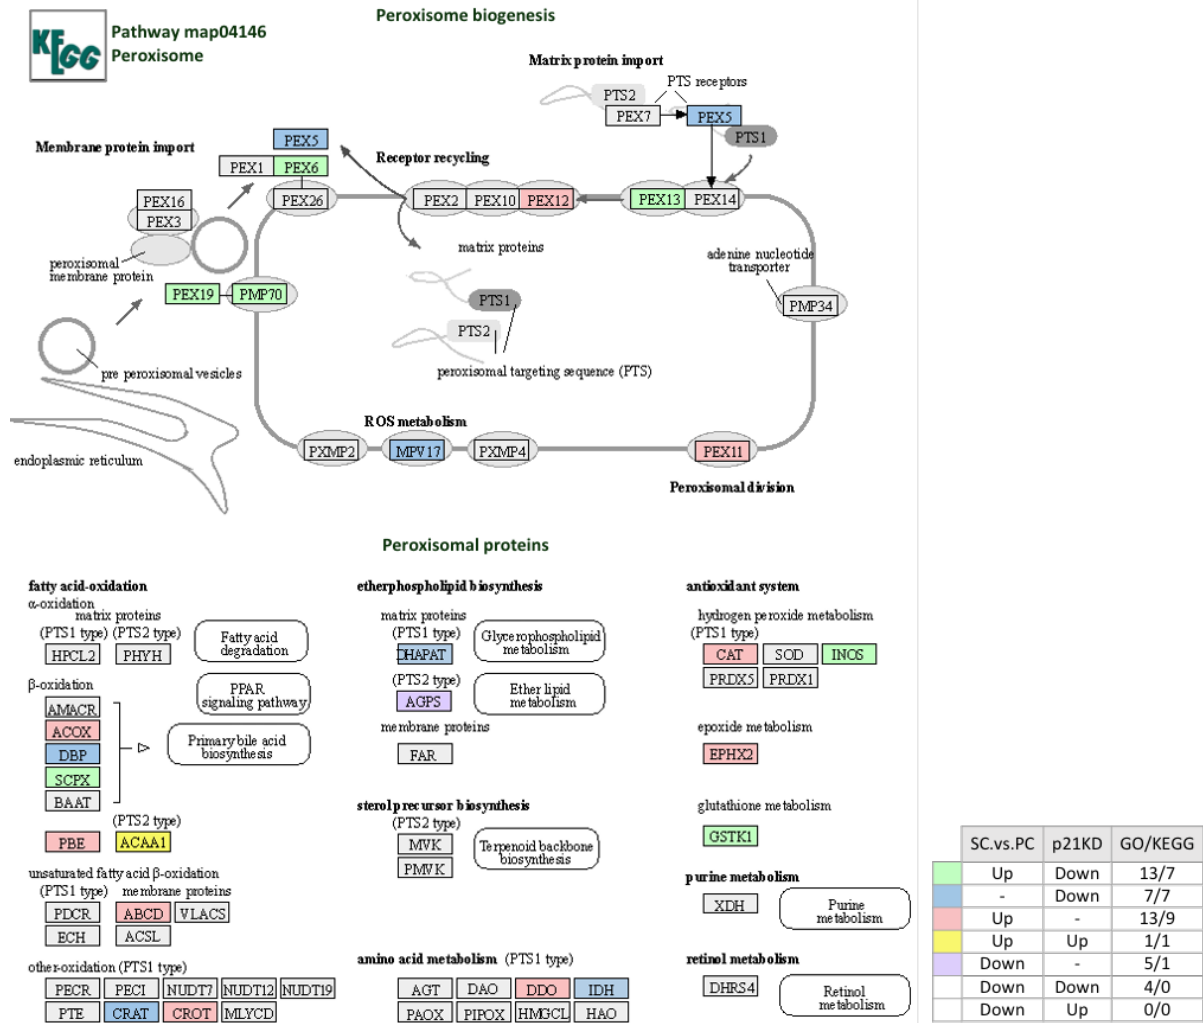 KEGG
Pathway map04146
Peroxisome
Peroxisome biogenesis
Matrix protein import
PTS receptors
PTS2
PEX7
PEX5
PTS1
Membrane protein import
PEX5
PEX1
PEX6
Receptor recycling
PEX16
PEX3
PEX26
PEX2
PEX10
PEX12
PEX13
PEX14
peroxisomal
membrane protein
matrix proteins
adenine nucleotide
transporter
PEX19
PMP70
PTS1
PMP34
PTS2
pre peroxisomal vesicles
peroxisomal targeting sequence (PTS)
ROS metabolism
endoplasmic reticulum
PXMP2
MPV17
PXMP4
PEX11
Peroxisomal division
Peroxisomal proteins
fatty acid-oxidation
α-oxidation
matrix proteins
(PTS1 type) (PTS2 type)
HPCL2 PHYH
Fatty acid
degradation
β-oxidation
PPAR
signaling pathway
AMACR
ACOX
DBP
SCPX
BAAT
Primary bile acid
biosynthesis
(PTS2 type)
PBE ACAA1
unsaturated fatty acid β-oxidation
(PTS1 type) membrane proteins
PDCR ABCD VLACS
ECH ACSL
other-oxidation (PTS1 type)
PECR PECI NUDT7 NUDT12 NUDT19
PTE CRAT CROT MLYCD
etherphospholipid biosynthesis
matrix proteins
(PTS1 type)
DHAPAT
Glycerophospholipid
metabolism
(PTS2 type)
AGPS
Ether lipid
metabolism
membrane proteins
FAR
sterol precursor biosynthesis
(PTS2 type)
MVK
PMVK
Terpenoid backbone
biosynthesis
amino acid metabolism (PTS1 type)
AGT DAO DDO IDH
PAOX PIPOX HMGCL HAO
antioxidant system
hydrogen peroxide metabolism
(PTS1 type)
CAT SOD INOS
PRDX5 PRDX1
epoxide metabolism
EPHX2
glutathione metabolism
GSTK1
purine metabolism
XDH
Purine
metabolism
retinol metabolism
DHRS4
Retinol
metabolism
SC.vs.PC p21KD GO/KEGG
Up Down 13/7
- Down 7/7
Up - 13/9
Up Up 1/1
Down - 5/1
Down Down 4/0
Down Up 0/0